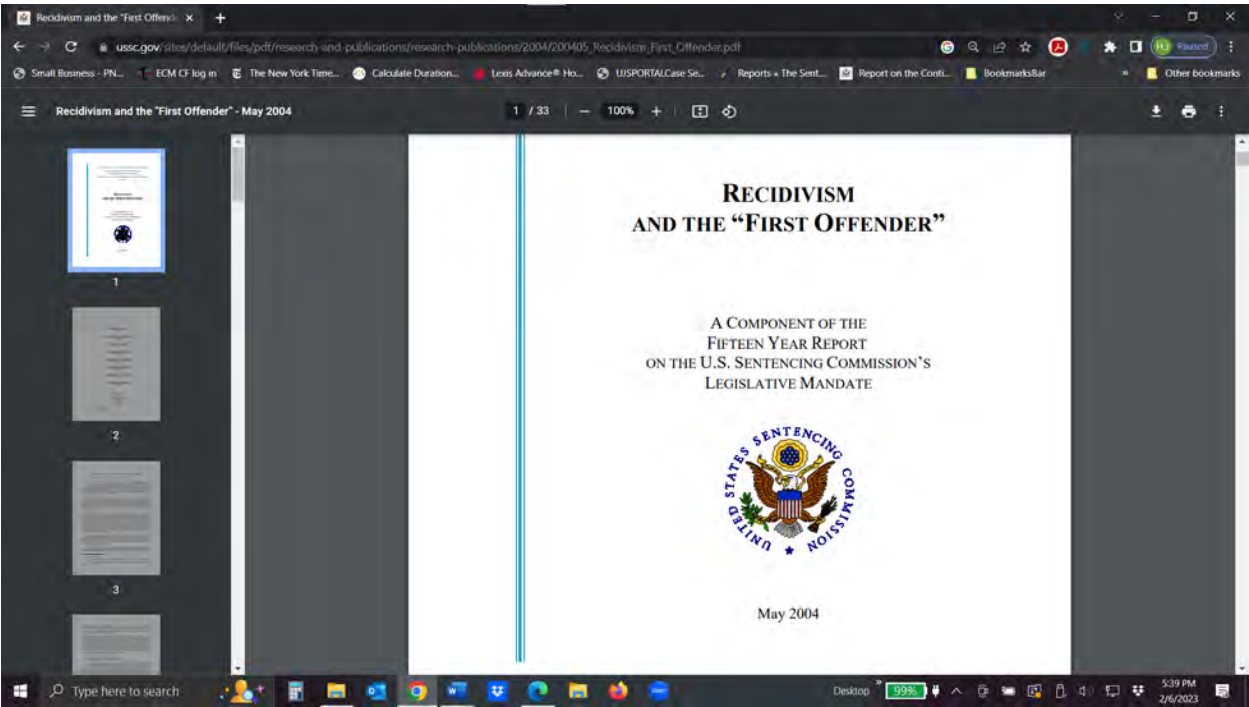 Recidivism and the "First Offend
ussc.gov/sites/default/files/pdf/research-and-publications/research-publications/2004/200405_Recidivism_First_Offender.pdf
Paused
Small Business - PN...
ECM CF log in
The New York Time...
Calculate Duration...
Lexis Advance® Ho...
USPORTALCase Se...
Reports « The Sent...
Report on the Conti...
BookmarksBar
»
Other bookmarks
Recidivism and the "First Offender" - May 2004
1 / 33
100%
1
2
3
RECIDIVISM
AND THE “FIRST OFFENDER”
A COMPONENT OF THE
FIFTEEN YEAR REPORT
ON THE U.S. SENTENCING COMMISSION’S
LEGISLATIVE MANDATE
UNITED STATES SENTENCING COMMISSION
May 2004
Type here to search
Desktop
»
99%
5:39 PM
2/6/2023